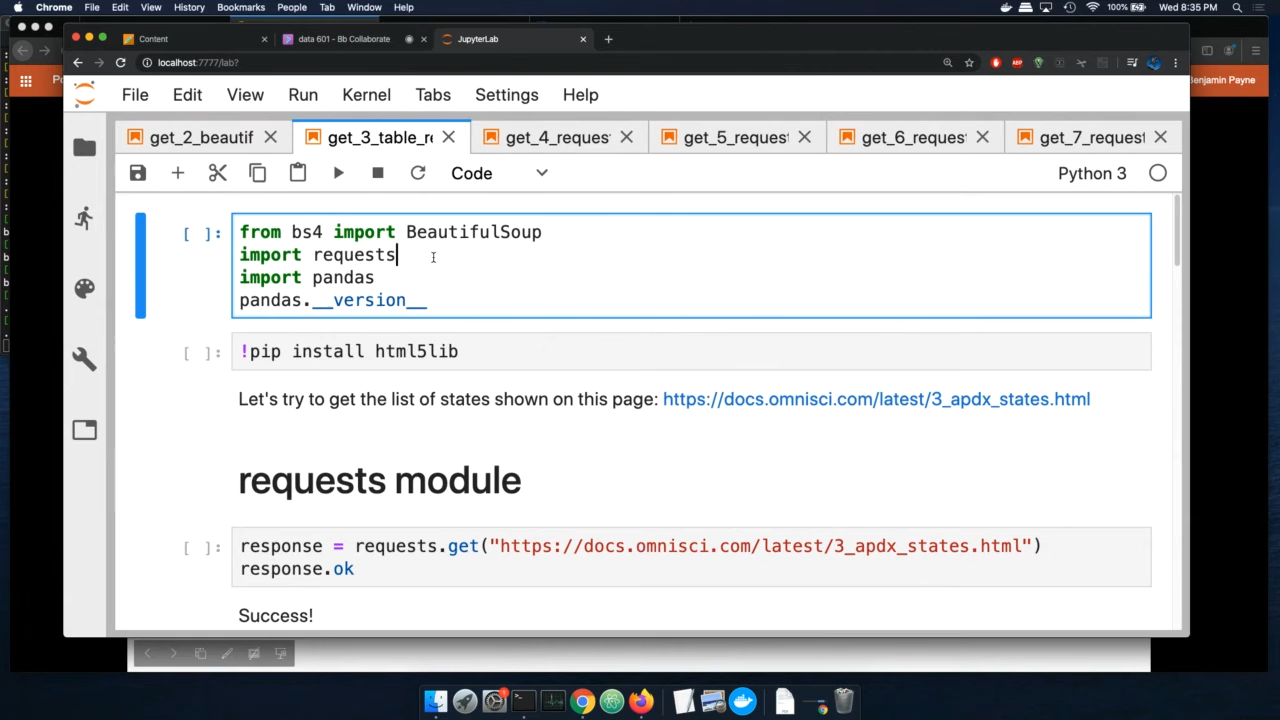 Chrome File Edit View History Bookmarks People Tab Window Help 100% Wed 8:35 PM
Content data 601 - Bb Collaborate JupyterLab
localhost:7777/lab?
Benjamin Payne
File Edit View Run Kernel Tabs Settings Help
get_2_beautif get_3_table_re get_4_reques get_5_request get_6_request get_7_request
Code Python 3
[ ]: from bs4 import BeautifulSoup
import requests
import pandas
pandas.__version__
[ ]: !pip install html5lib
Let's try to get the list of states shown on this page: https://docs.omnisci.com/latest/3_apdx_states.html
requests module
[ ]: response = requests.get("https://docs.omnisci.com/latest/3_apdx_states.html")
response.ok
Success!